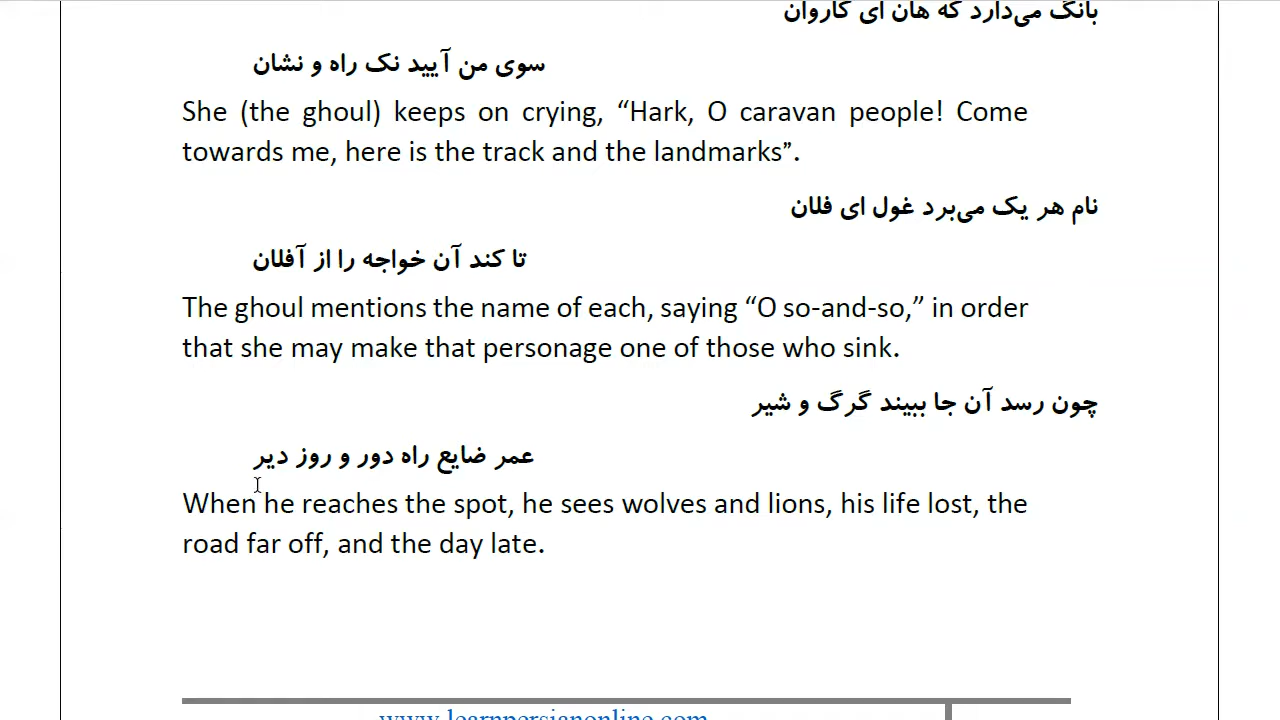 بانگ می‌دارد که هان ای کاروان
سوی من آیید نک راه و نشان
She (the ghoul) keeps on crying, “Hark, O caravan people! Come
towards me, here is the track and the landmarks”.
نام هر یک می‌برد غول ای فلان
تا کند آن خواجه را از آفلان
The ghoul mentions the name of each, saying “O so-and-so,” in order
that she may make that personage one of those who sink.
چون رسد آن جا ببیند گرگ و شیر
عمر ضایع راه دور و روز دیر
When he reaches the spot, he sees wolves and lions, his life lost, the
road far off, and the day late.
www.learnpersianonline.com